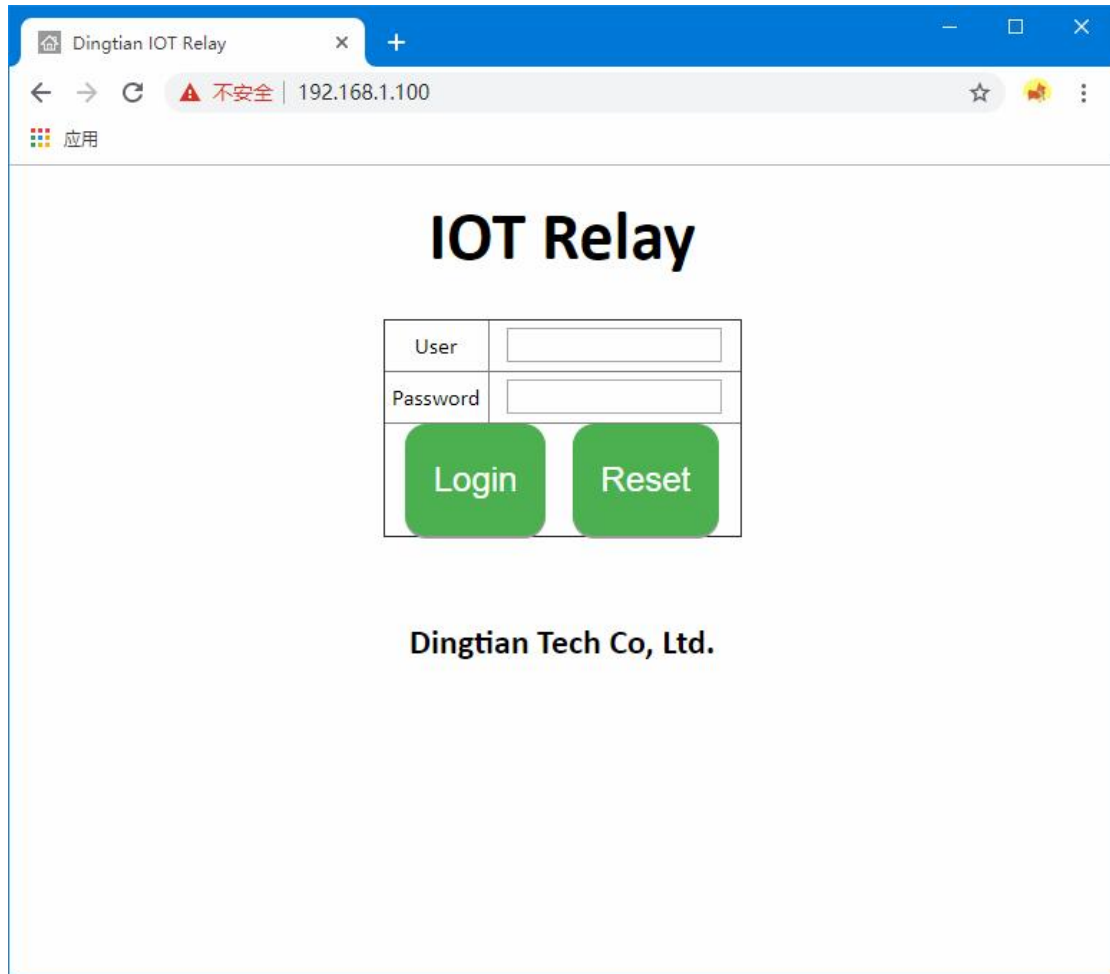 Dingtian IOT Relay
不安全 192.168.1.100
应用
IOT Relay
User
Password
Login Reset
Dingtian Tech Co, Ltd.